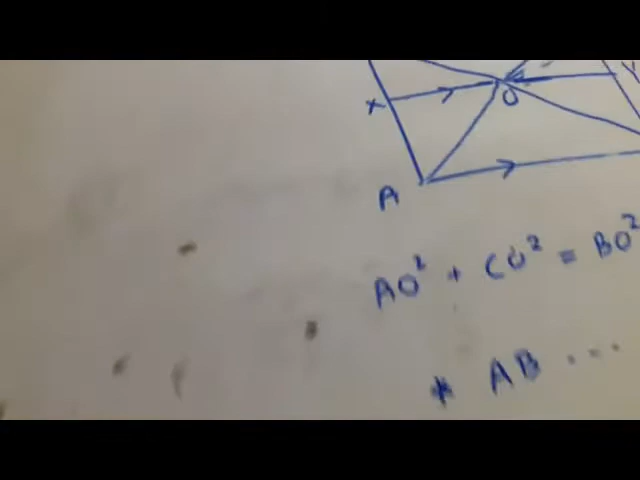 X
O
A
AO² + CO² = BO²
* AB ...